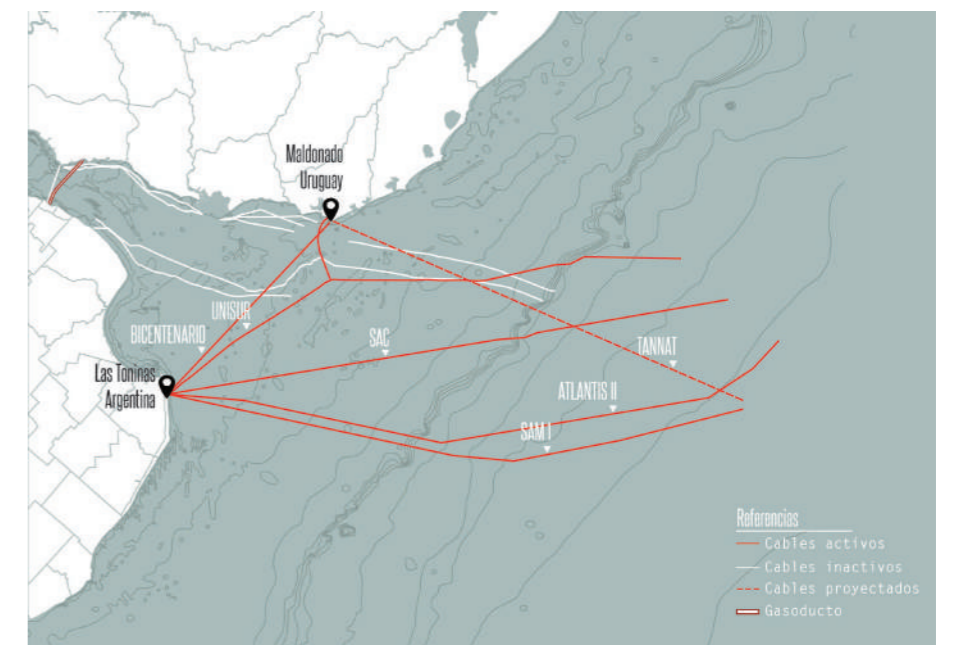 Maldonado
Uruguay
UNISUR
BICENTENARIO
SAC
TANNAT
Las Toninas
Argentina
ATLANTIS II
SAM I
Referencias
Cables activos
Cables inactivos
Cables proyectados
Gasoducto